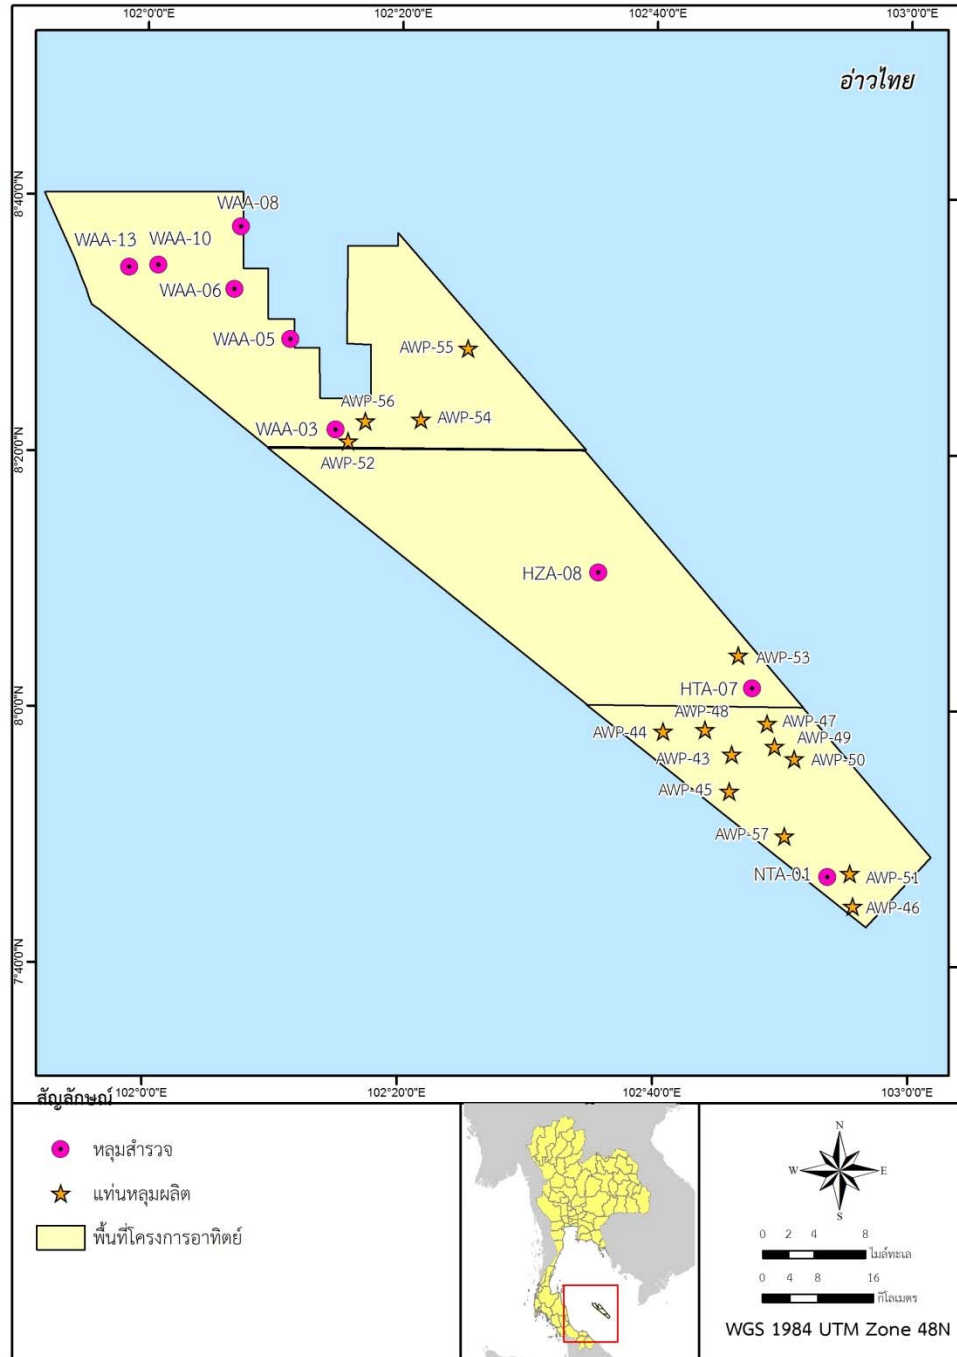 102°0'0"E
102°20'0"E
102°40'0"E
103°0'0"E
อ่าวไทย
8°40'0"N
8°20'0"N
8°0'0"N
7°40'0"N
WAA-08
WAA-13
WAA-10
WAA-06
WAA-05
AWP-55
AWP-56
AWP-54
WAA-03
AWP-52
HZA-08
AWP-53
HTA-07
AWP-48
AWP-47
AWP-44
AWP-49
AWP-43
AWP-50
AWP-45
AWP-57
NTA-01
AWP-51
AWP-46
102°0'0"E
102°20'0"E
102°40'0"E
103°0'0"E
สัญลักษณ์
หลุมสำรวจ
แท่นหลุมผลิต
พื้นที่โครงการอาทิตย์
N
W
E
S
0 2 4 8
ไมล์ทะเล
0 4 8 16
กิโลเมตร
WGS 1984 UTM Zone 48N